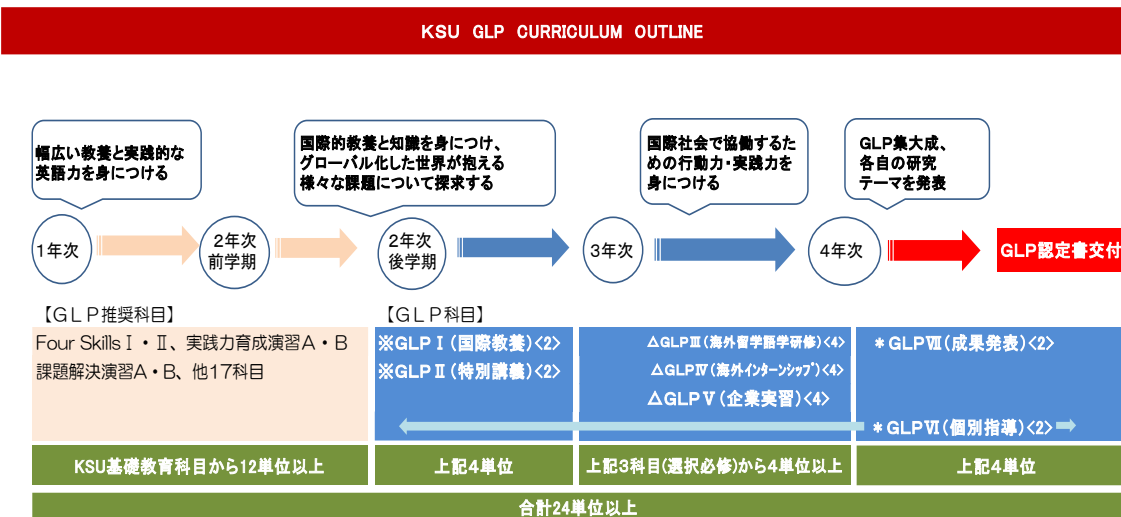 KSU GLP CURRICULUM OUTLINE
幅広い教養と実践的な
英語力を身につける
国際的教養と知識を身につけ、
グローバル化した世界が抱える
様々な課題について探求する
国際社会で協働するた
めの行動力・実践力を
身につける
GLP集大成、
各自の研究
テーマを発表
1年次
2年次
前学期
2年次
後学期
3年次
4年次
GLP認定書交付
【GLP推奨科目】
Four SkillsⅠ・Ⅱ、実践力育成演習A・B
課題解決演習A・B、他17科目
【GLP科目】
※GLPⅠ(国際教養)<2>
※GLPⅡ(特別講義)<2>
△GLPⅢ(海外留学語学研修)<4>
△GLPⅣ(海外インターンシップ)<4>
△GLPⅤ(企業実習)<4>
*GLPⅦ(成果発表)<2>
*GLPⅥ(個別指導)<2>
KSU基礎教育科目から12単位以上
上記4単位
上記3科目(選択必修)から4単位以上
上記4単位
合計24単位以上